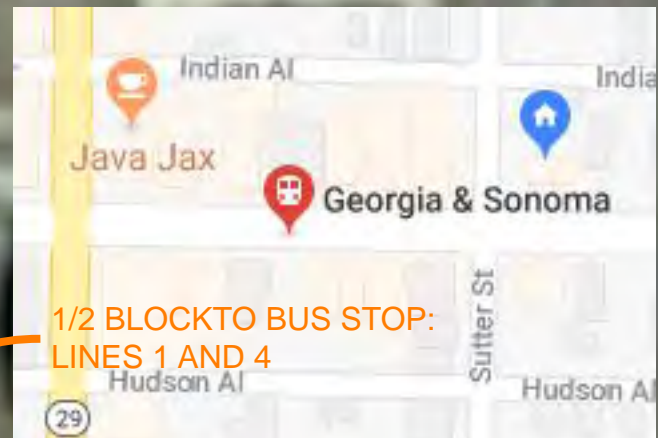 Indian Al
India
Java Jax
Georgia & Sonoma
Sutter St
1/2 BLOCKTO BUS STOP:
LINES 1 AND 4
Hudson Al
Hudson Al
29